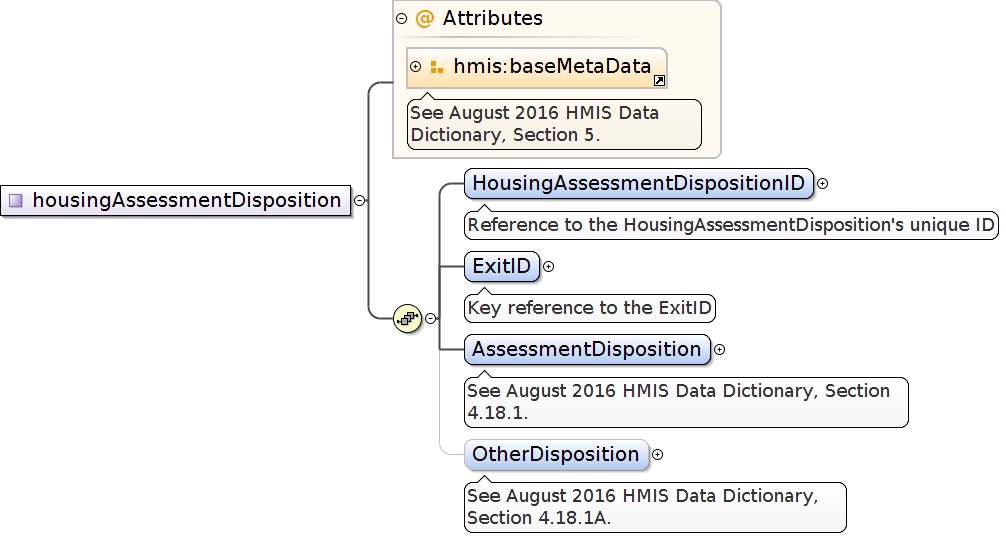 Attributes
hmis:baseMetaData
See August 2016 HMIS Data
Dictionary, Section 5.
housingAssessmentDisposition
HousingAssessmentDispositionID
Reference to the HousingAssessmentDisposition's unique ID
ExitID
Key reference to the ExitID
AssessmentDisposition
See August 2016 HMIS Data Dictionary, Section
4.18.1.
OtherDisposition
See August 2016 HMIS Data Dictionary,
Section 4.18.1A.